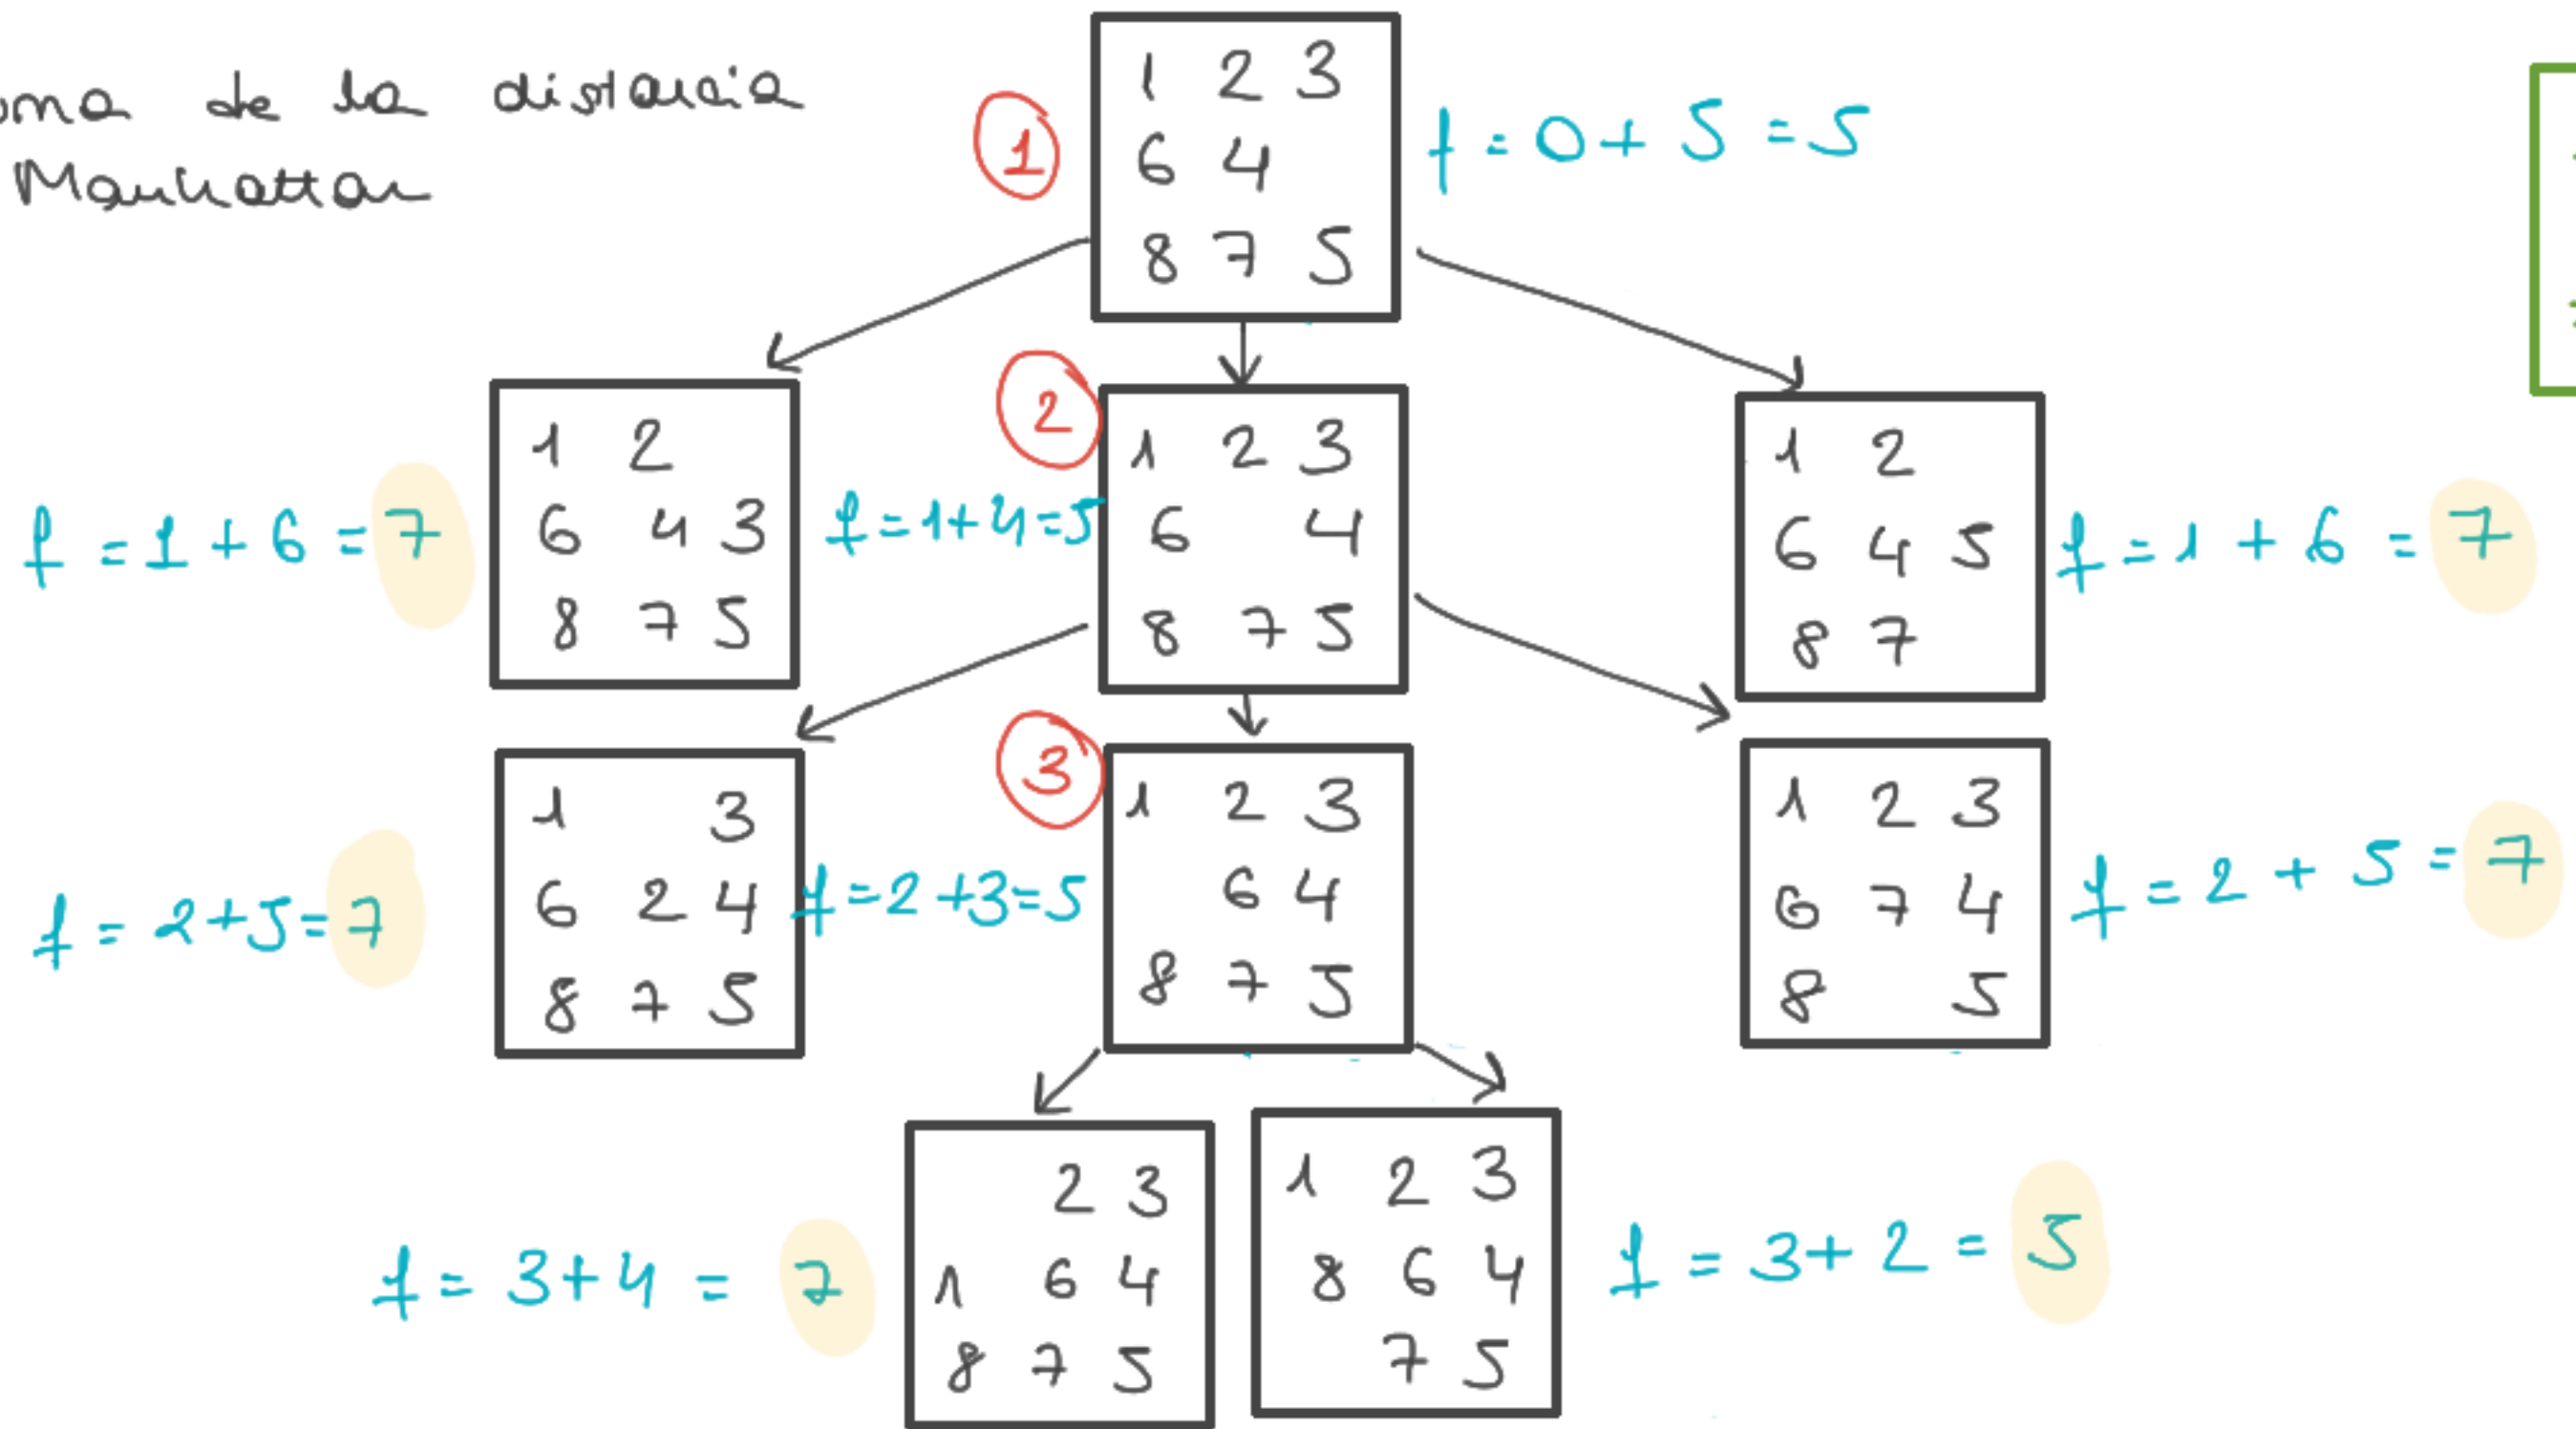 de la distancia
Manhattan
1 2 3
6 4
8 7 5
1
f = 0 + 5 = 5
1 2
6 4 3
8 7 5
f = 1 + 6 = 7
2
1 2 3
6 4
8 7 5
f = 1 + 4 = 5
1 2
6 4 5
8 7
f = 1 + 6 = 7
1 3
6 2 4
8 7 5
f = 2 + 5 = 7
3
1 2 3
6 4
8 7 5
f = 2 + 3 = 5
1 2 3
6 7 4
8 5
f = 2 + 5 = 7
2 3
1 6 4
8 7 5
f = 3 + 4 = 7
1 2 3
8 6 4
7 5
f = 3 + 2 = 5